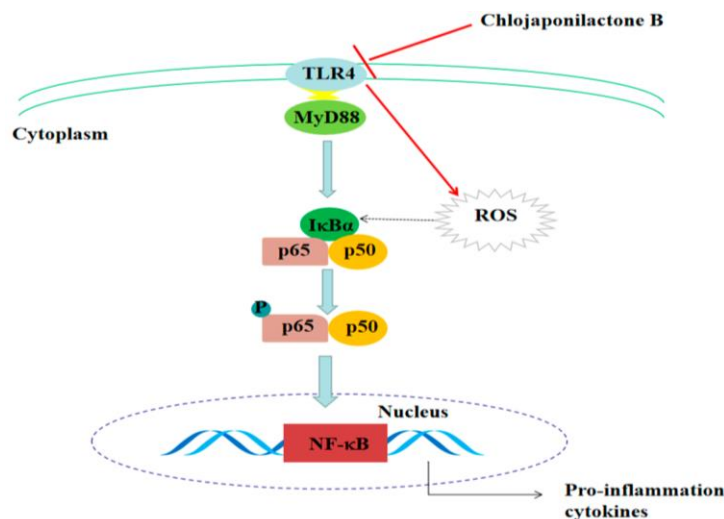 Chlojaponilactone B
TLR4
MyD88
Cytoplasm
IκBα
ROS
p65 p50
P
p65 p50
Nucleus
NF-κB
Pro-inflammation
cytokines